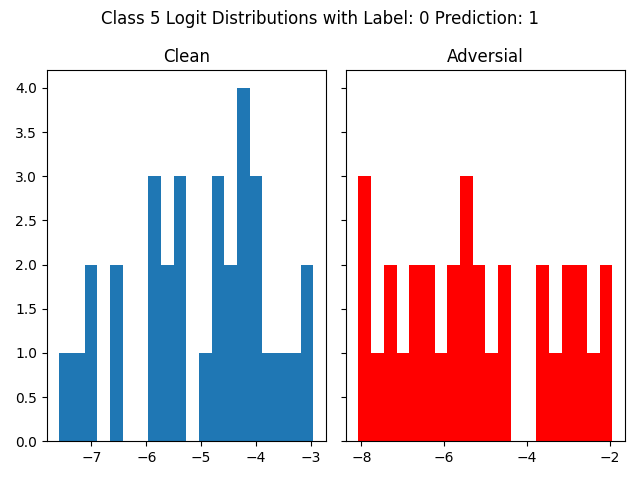 Class 5 Logit Distributions with Label: 0 Prediction: 1
Clean
Adversial
4.0
3.5
3.0
2.5
2.0
1.5
1.0
0.5
0.0
−7 −6 −5 −4 −3
−8 −6 −4 −2